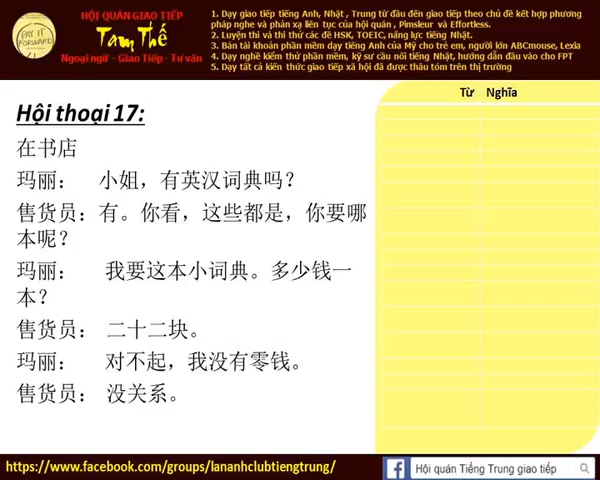 HỘI QUÁN GIAO TIẾP
Tam Thế
Ngoại ngữ - Giao Tiếp - Tư vấn
PAY IT FORWARD
1. Dạy giao tiếp tiếng Anh, Nhật , Trung từ đầu đến giao tiếp theo chủ đề kết hợp phương
pháp nghe và phản xạ liên tục của hội quán , Pimsleur và Effortless.
2. Luyện thi và thi thử các đề HSK, TOEIC, năng lực tiếng Nhật.
3. Bán tài khoản phần mềm dạy tiếng Anh của Mỹ cho trẻ em, người lớn ABCmouse, Lexia
4. Dạy nghề kiểm thử phần mềm, kỹ sư cầu nối tiếng Nhật, hướng dẫn đầu vào cho FPT
5. Dạy tất cả kiến thức giao tiếp xã hội đã được thâu tóm trên thị trường
Từ Nghĩa
Hội thoại 17:
在书店
玛丽： 小姐，有英汉词典吗？
售货员：有。你看，这些都是，你要哪
本呢？
玛丽： 我要这本小词典。多少钱一
本？
售货员： 二十二块。
玛丽： 对不起，我没有零钱。
售货员： 没关系。
https://www.facebook.com/groups/lananhclubtiengtrung/
f Hội quán Tiếng Trung giao tiếp